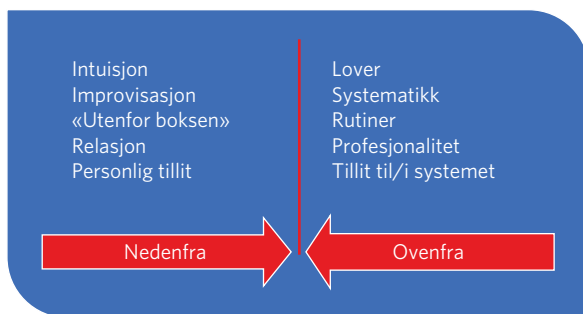 Intuisjon
Improvisasjon
«Utenfor boksen»
Relasjon
Personlig tillit
Lover
Systematikk
Rutiner
Profesjonalitet
Tillit til/i systemet
Nedenfra
Ovenfra